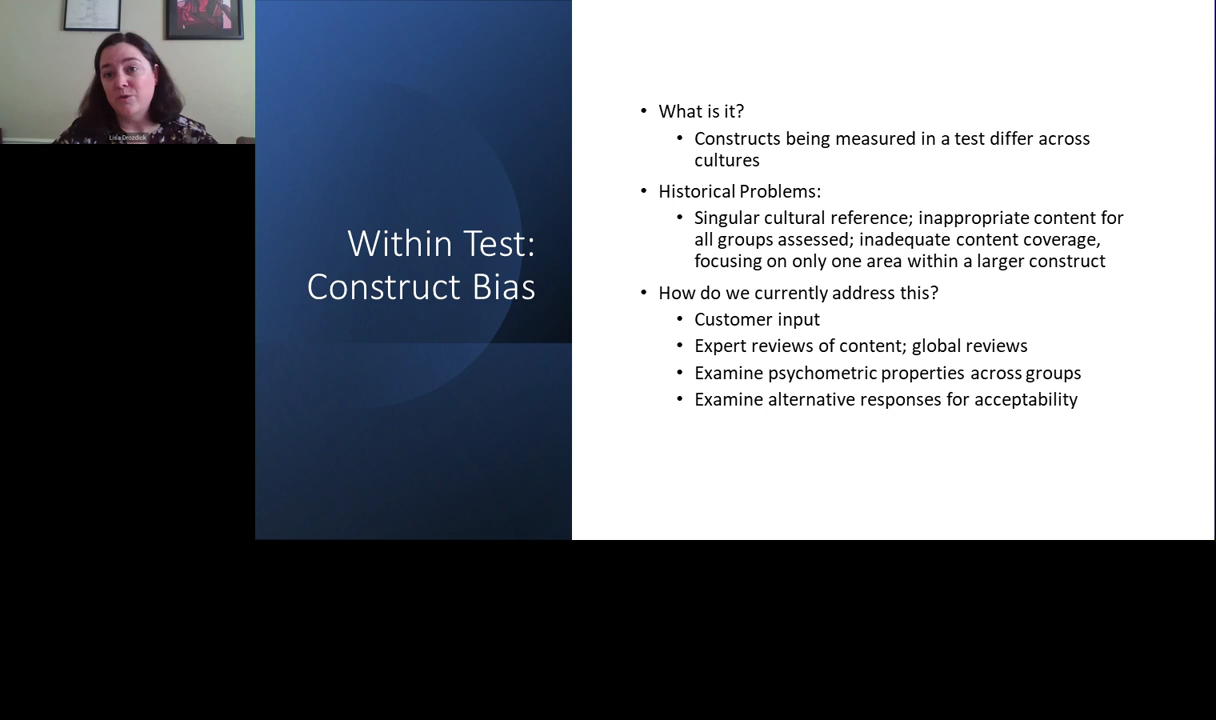 Lisa Drozdick
Within Test:
Construct Bias
• What is it?
• Constructs being measured in a test differ across
cultures
• Historical Problems:
• Singular cultural reference; inappropriate content for
all groups assessed; inadequate content coverage,
focusing on only one area within a larger construct
• How do we currently address this?
• Customer input
• Expert reviews of content; global reviews
• Examine psychometric properties across groups
• Examine alternative responses for acceptability